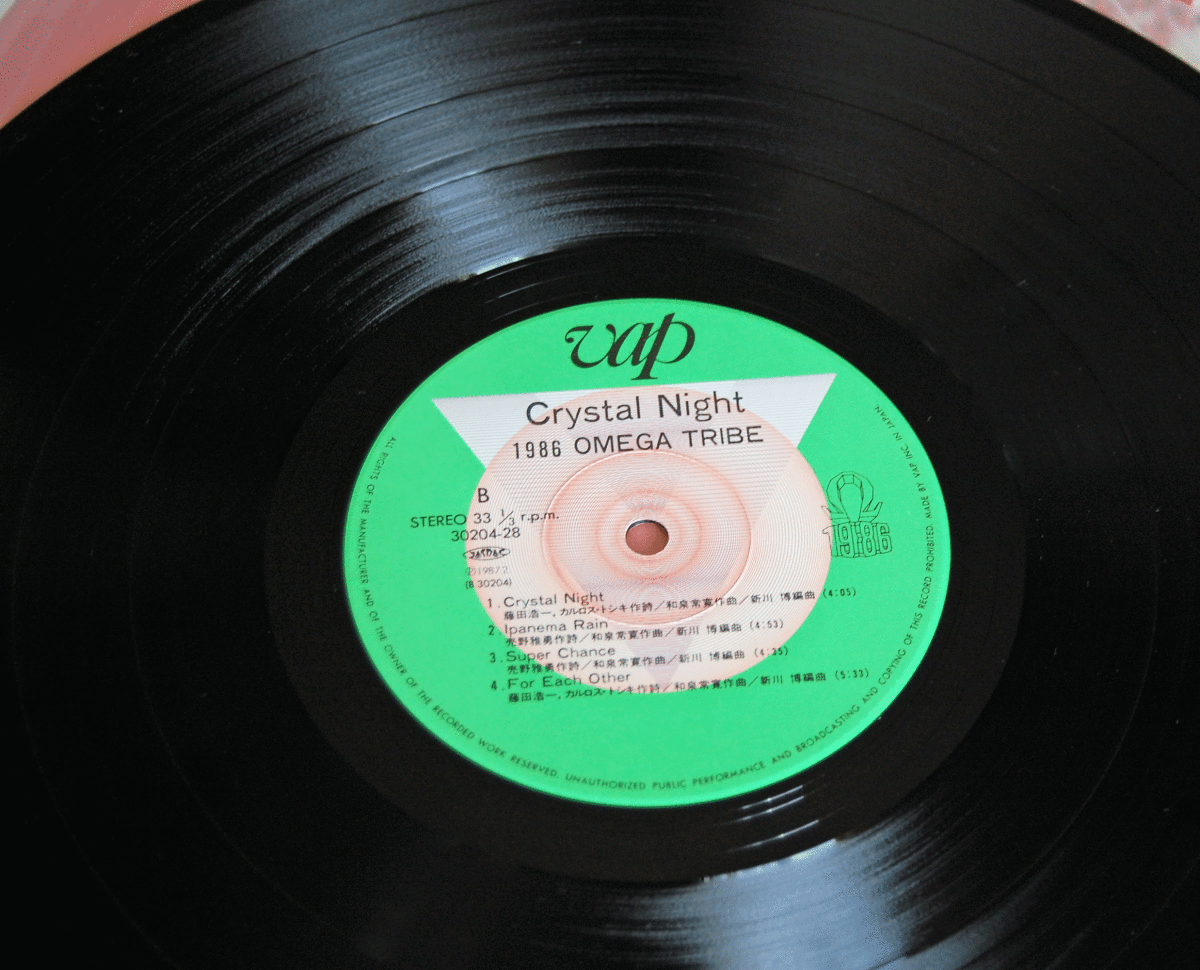 vap
Crystal Night
1986 OMEGA TRIBE
B
STEREO 33 1/3 r.p.m.
30204-28
JASRAC
Ⓟ1987.2
(B 30204)
1. Crystal Night
藤田浩一, カルロス・トシキ作詩／和泉常寛作曲／新川 博編曲 (4:05)
2. Ipanema Rain
売野雅勇作詩／和泉常寛作曲／新川 博編曲 (4:53)
3. Super Chance
売野雅勇作詩／和泉常寛作曲／新川 博編曲 (4:35)
4. For Each Other
藤田浩一, カルロス・トシキ作詩／和泉常寛作曲／新川 博編曲 (5:33)
Ω
1986
ALL RIGHTS OF THE MANUFACTURER AND OF THE OWNER OF THE RECORDED WORK RESERVED. UNAUTHORIZED PUBLIC PERFORMANCE AND BROADCASTING AND COPYING OF THIS RECORD PROHIBITED. MADE BY VAP INC IN JAPAN